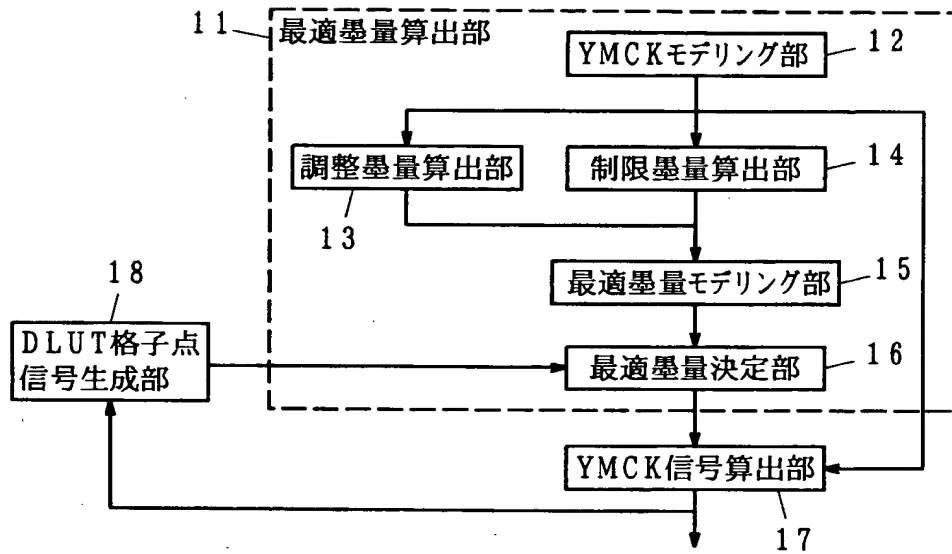 11
最適墨量算出部
YMCKモデリング部
12
調整墨量算出部
13
制限墨量算出部
14
最適墨量モデリング部
15
18
DLUT格子点
信号生成部
最適墨量決定部
16
YMCK信号算出部
17